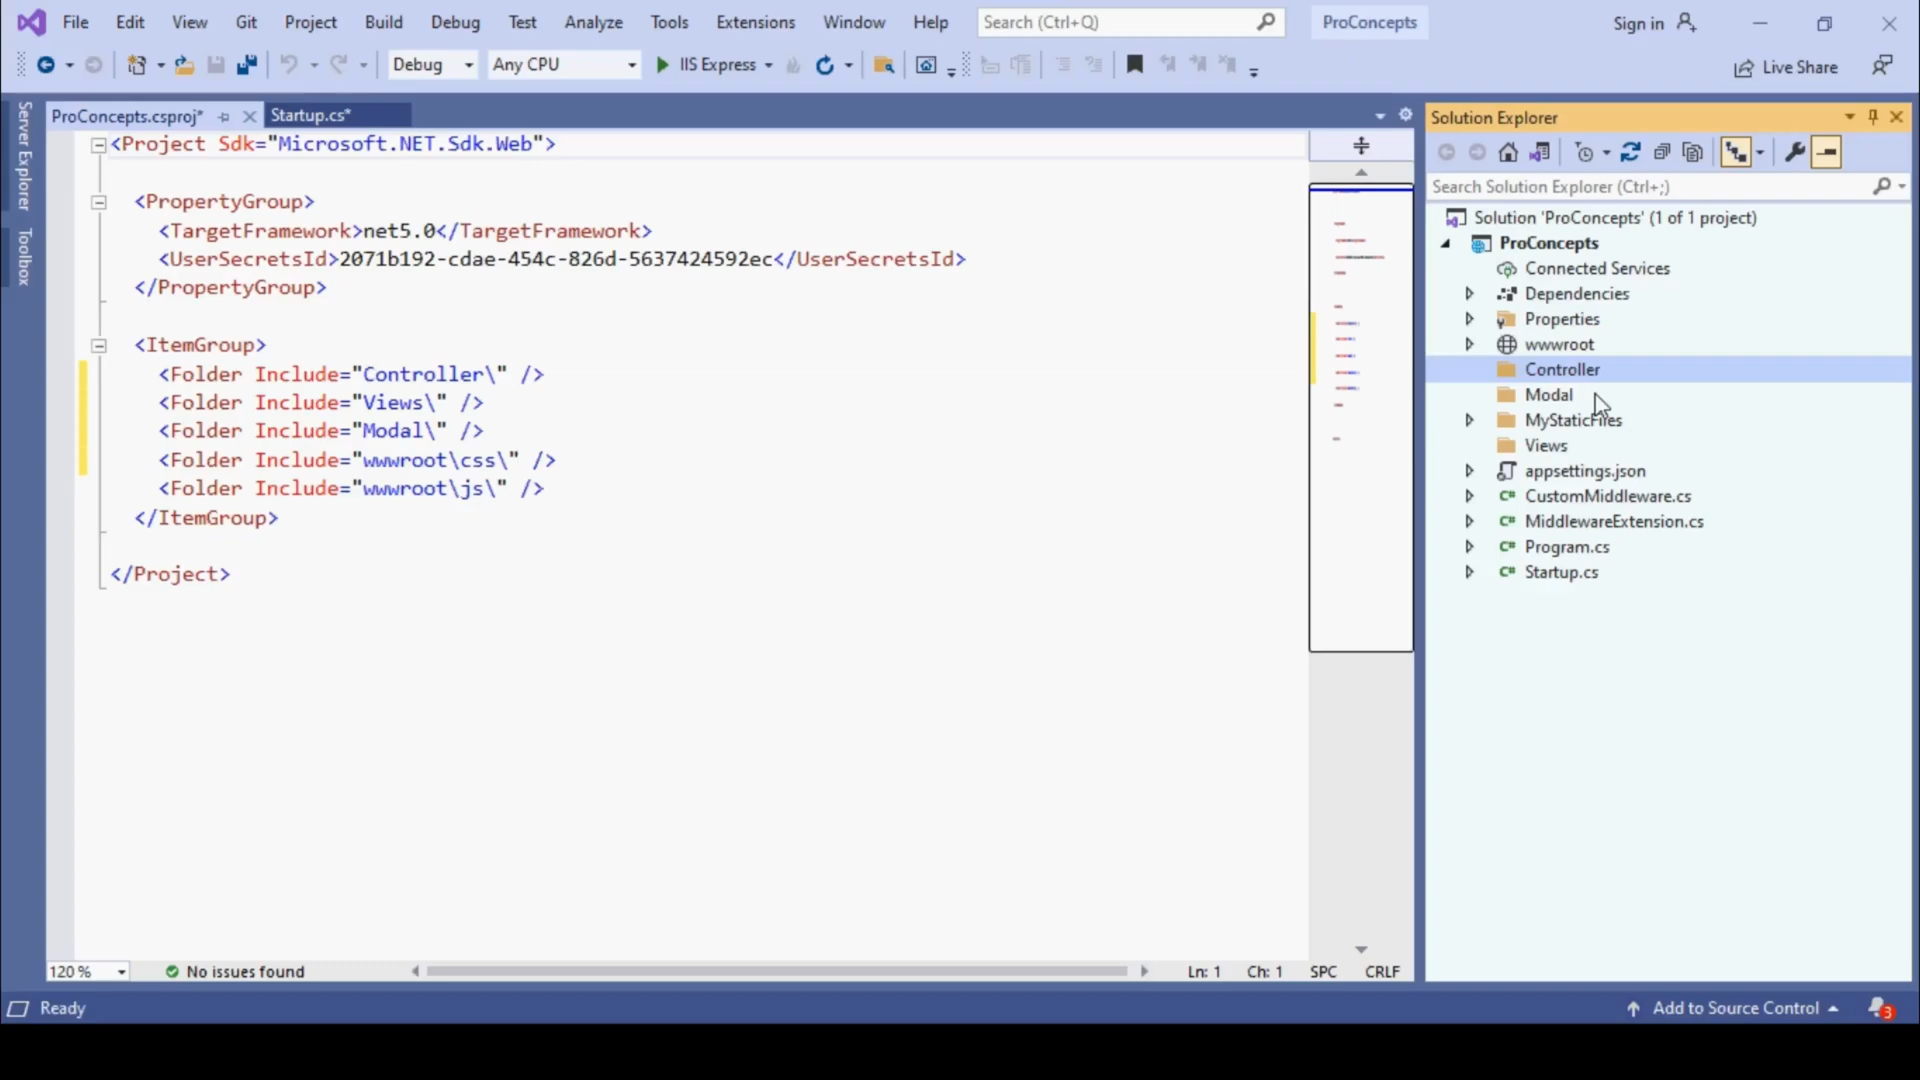 File Edit View Git Project Build Debug Test Analyze Tools Extensions Window Help Search (Ctrl+Q) ProConcepts Sign in
Debug Any CPU IIS Express Live Share
Server Explorer
Toolbox
ProConcepts.csproj* Startup.cs*
<Project Sdk="Microsoft.NET.Sdk.Web">
<PropertyGroup>
<TargetFramework>net5.0</TargetFramework>
<UserSecretsId>2071b192-cdae-454c-826d-5637424592ec</UserSecretsId>
</PropertyGroup>
<ItemGroup>
<Folder Include="Controller\" />
<Folder Include="Views\" />
<Folder Include="Modal\" />
<Folder Include="wwwroot\css\" />
<Folder Include="wwwroot\js\" />
</ItemGroup>
</Project>
120 % No issues found Ln: 1 Ch: 1 SPC CRLF
Solution Explorer
Search Solution Explorer (Ctrl+;)
Solution 'ProConcepts' (1 of 1 project)
ProConcepts
Connected Services
Dependencies
Properties
wwwroot
Controller
Modal
MyStaticFiles
Views
appsettings.json
C# CustomMiddleware.cs
C# MiddlewareExtension.cs
C# Program.cs
C# Startup.cs
Ready Add to Source Control 3